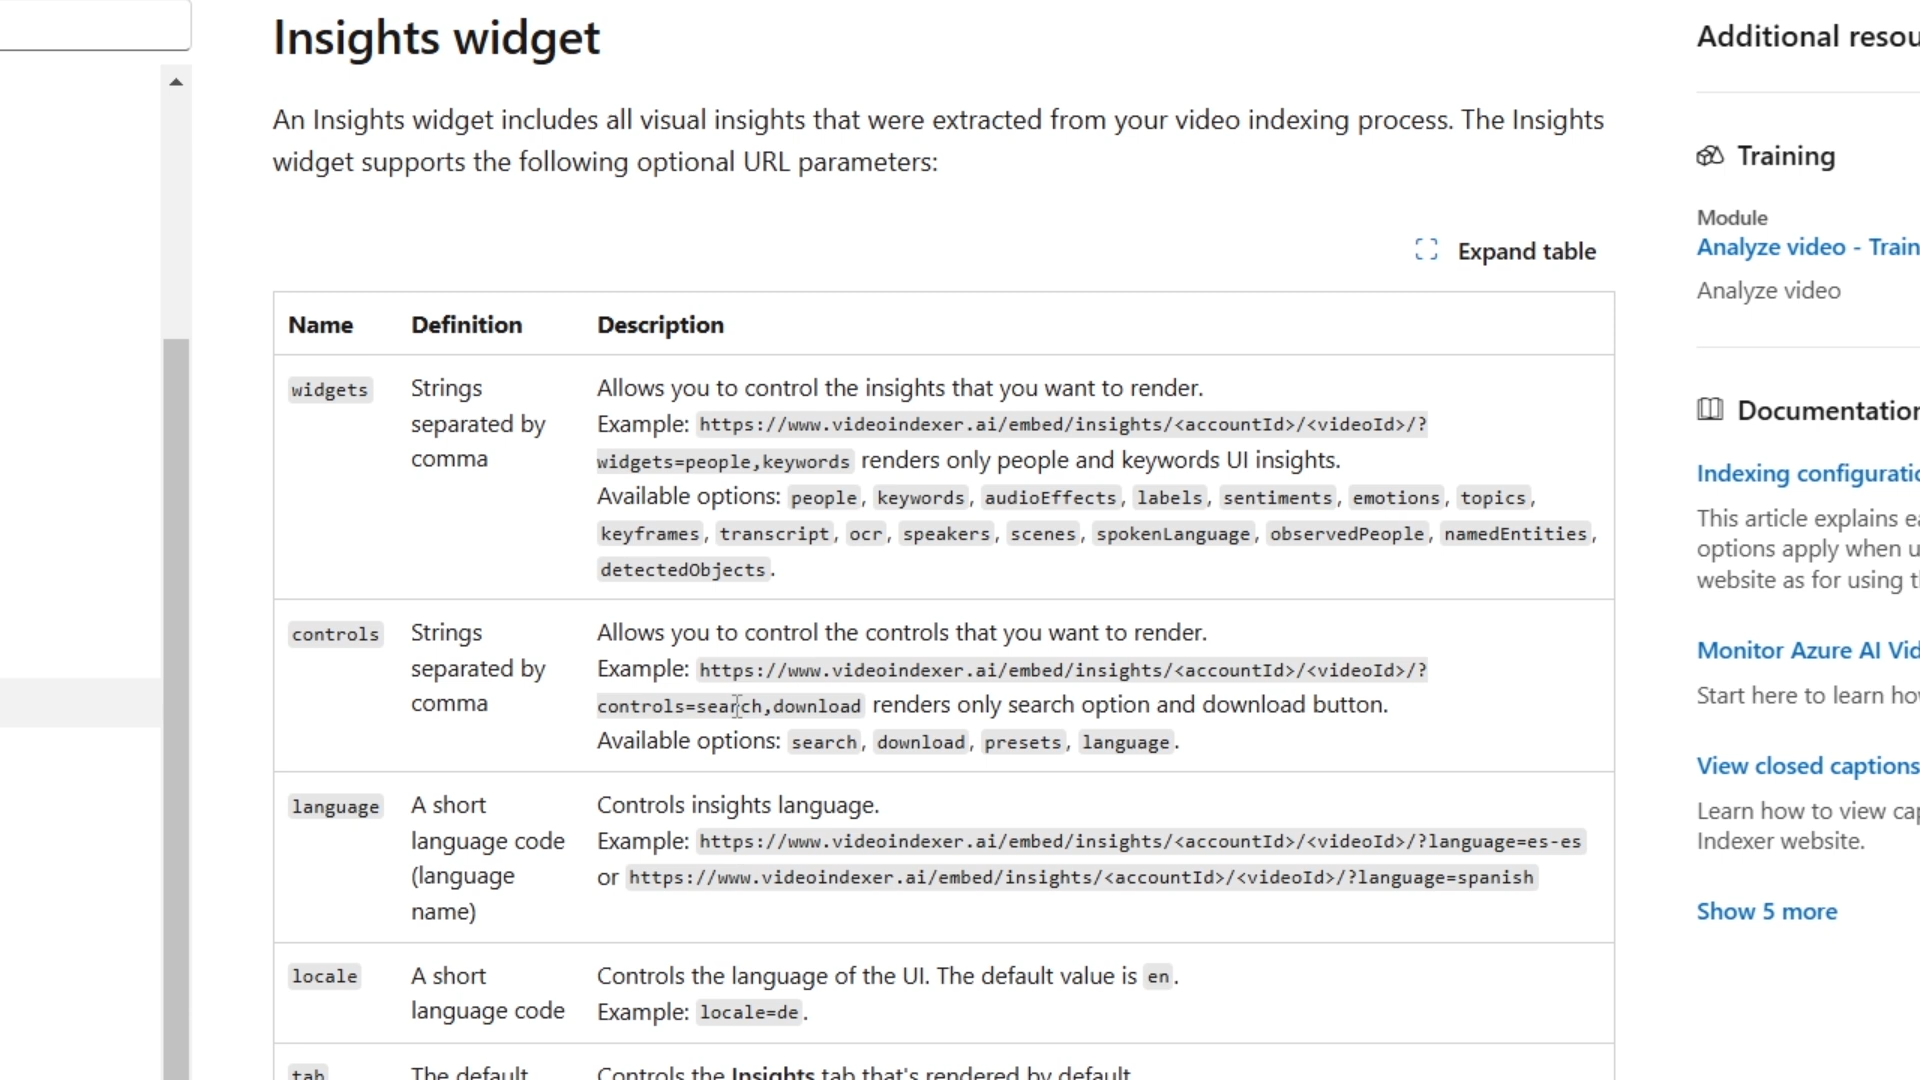 Insights widget
An Insights widget includes all visual insights that were extracted from your video indexing process. The Insights
widget supports the following optional URL parameters:
Expand table
Name Definition Description
widgets Strings separated by comma
Allows you to control the insights that you want to render.
Example: https://www.videoindexer.ai/embed/insights/<accountId>/<videoId>/?
widgets=people,keywords renders only people and keywords UI insights.
Available options: people, keywords, audioEffects, labels, sentiments, emotions, topics,
keyframes, transcript, ocr, speakers, scenes, spokenLanguage, observedPeople, namedEntities,
detectedObjects.
controls Strings separated by comma
Allows you to control the controls that you want to render.
Example: https://www.videoindexer.ai/embed/insights/<accountId>/<videoId>/?
controls=search,download renders only search option and download button.
Available options: search, download, presets, language.
language A short language code (language name)
Controls insights language.
Example: https://www.videoindexer.ai/embed/insights/<accountId>/<videoId>/?language=es-es
or https://www.videoindexer.ai/embed/insights/<accountId>/<videoId>/?language=spanish
locale A short language code
Controls the language of the UI. The default value is en.
Example: locale=de.
tab The default
Controls the Insights tab that's rendered by default.
Additional
Training
Module
Analyze video -
Analyze video
Indexing
This article explains
options apply when
website as for using
Monitor Azure AI
Start here to learn
View closed captions
Learn how to view
Indexer website.
Show 5 more